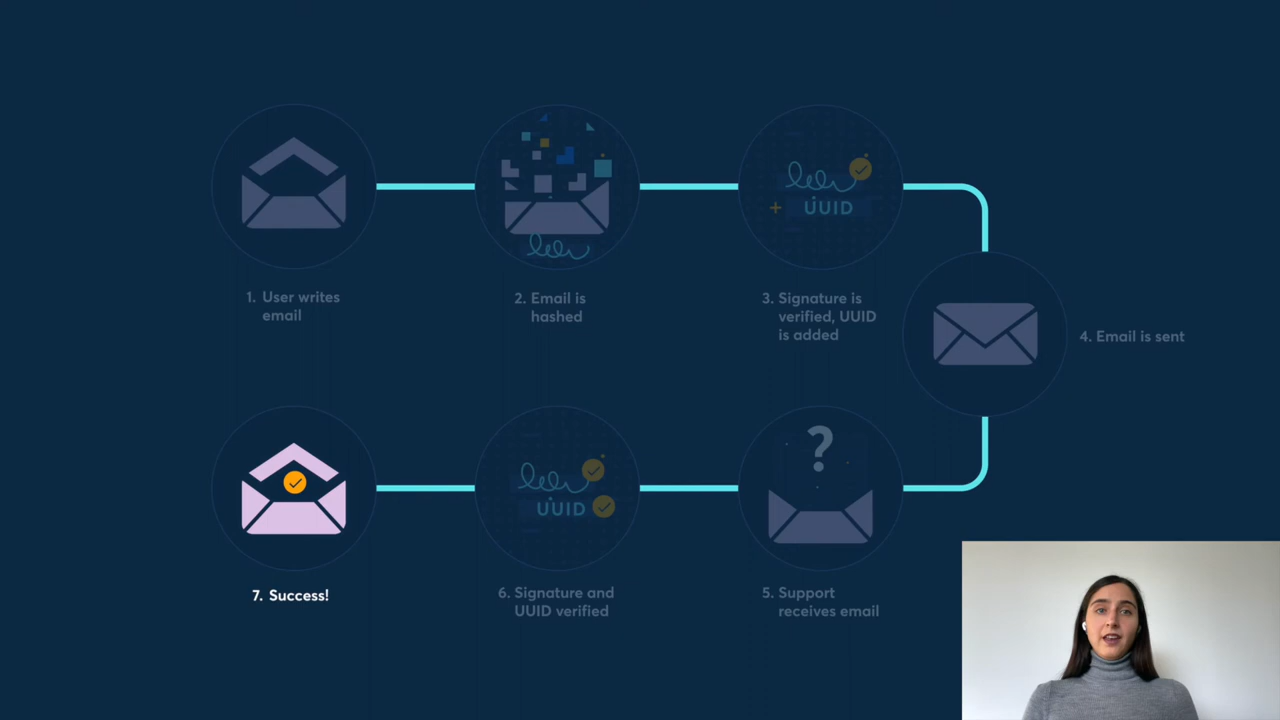 UUID
1. User writes
email
2. Email is
hashed
3. Signature is
verified, UUID
is added
4. Email is sent
?
UUID
7. Success!
6. Signature and
UUID verified
5. Support
receives email